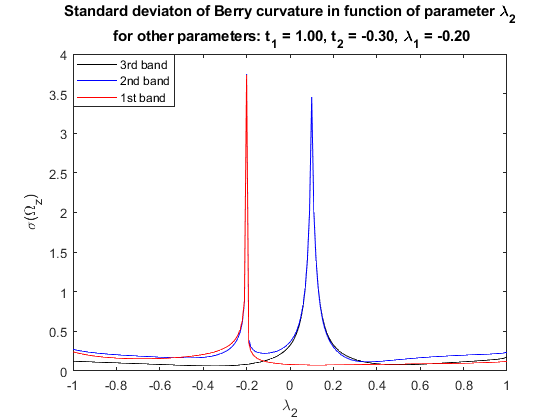 Standard deviaton of Berry curvature in function of parameter λ₂
for other parameters: t₁ = 1.00, t₂ = -0.30, λ₁ = -0.20
4
3rd band
2nd band
1st band
3.5
3
2.5
σ(Ω_z)
2
1.5
1
0.5
0
-1 -0.8 -0.6 -0.4 -0.2 0 0.2 0.4 0.6 0.8 1
λ₂